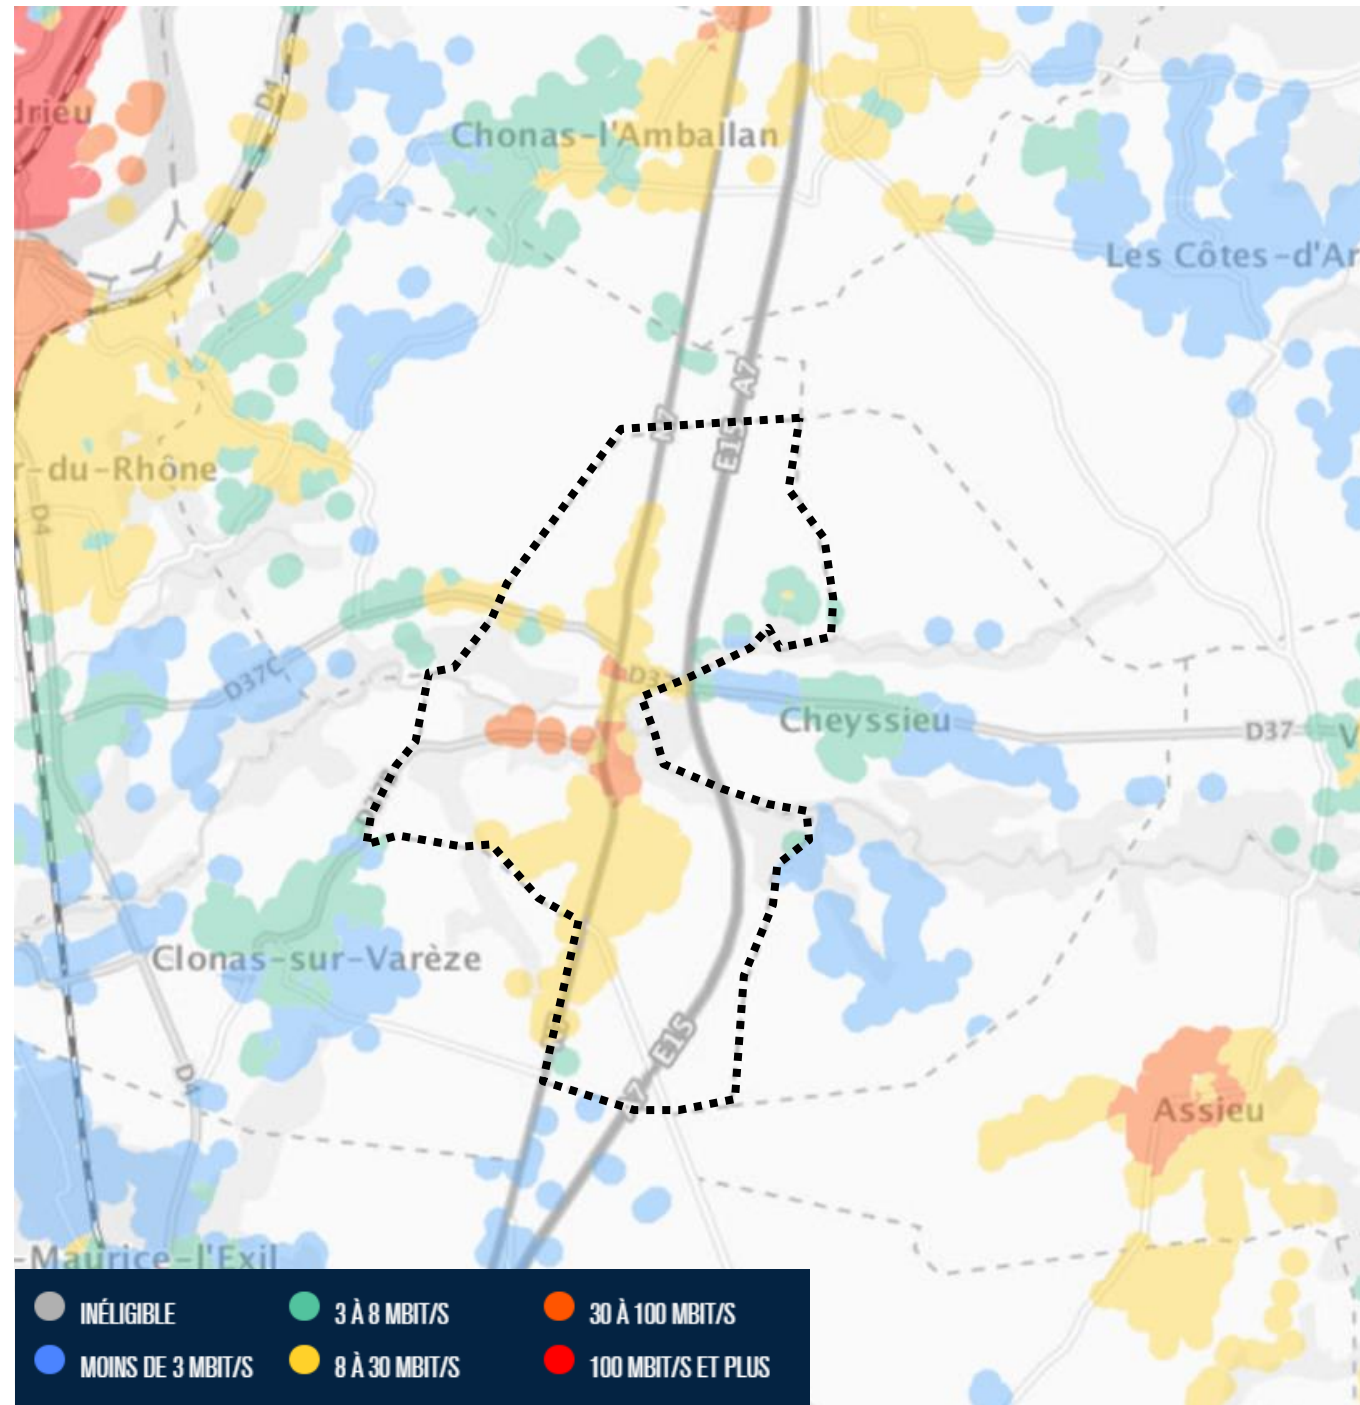 drieu
D4
Chonas-l'Amballan
Les Côtes-d'Ar
A7
N7
E15
r-du-Rhône
D4
D37C
D37
Cheyssieu
D37
V
Clonas-sur-Varèze
E15
D4
Assieu
-Maurice-l'Exil
INÉLIGIBLE
3 À 8 MBIT/S
30 À 100 MBIT/S
MOINS DE 3 MBIT/S
8 À 30 MBIT/S
100 MBIT/S ET PLUS